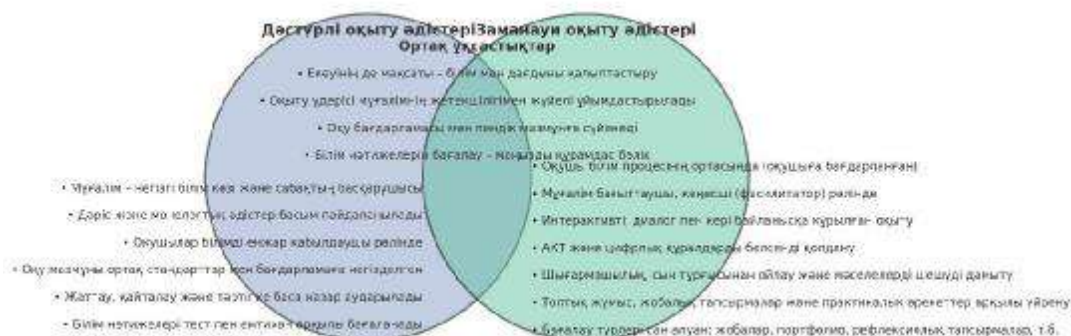 Дәстүрлі оқыту әдістері
Заманауи оқыту әдістері
Ортақ ұқсастықтар
• Екеуінің де мақсаты – білім мен дағдыны қалыптастыру
• Оқыту үдерісі мұғалімнің жетекшілігімен жүйелі ұйымдастырылады
• Оқу бағдарламасы мен пәндік мазмұнға сүйенеді
• Білім нәтижелерін бағалау – маңызды құрамдас бөлік
• Мұғалім – негізгі білім көзі және сабақтың басқарушысы
• Дәріс және монологтық әдістер басым пайдаланылады
• Оқушылар білімді енжар қабылдаушы рөлінде
• Оқу мазмұны ортақ стандарттар мен бағдарламаға негізделген
• Жаттау, қайталау және тәртіпке баса назар аударылады
• Білім нәтижелері тест пен емтихан арқылы бағаланады
• Оқушы білім процесінің ортасында (оқушыға бағдарланған)
• Мұғалім бағыттаушы, кеңесші (фасилитатор) рөлінде
• Интерактивті, диалог пен кері байланысқа құрылған оқыту
• АКТ және цифрлық құралдарды белсенді қолдану
• Шығармашылық, сын тұрғысынан ойлау және мәселелерді шешуді дамыту
• Топтық жұмыс, жобалық тапсырмалар және практикалық әрекеттер арқылы үйрену
• Бағалау түрлері сан алуан: жобалар, портфолио, рефлексиялық тапсырмалар, т.б.